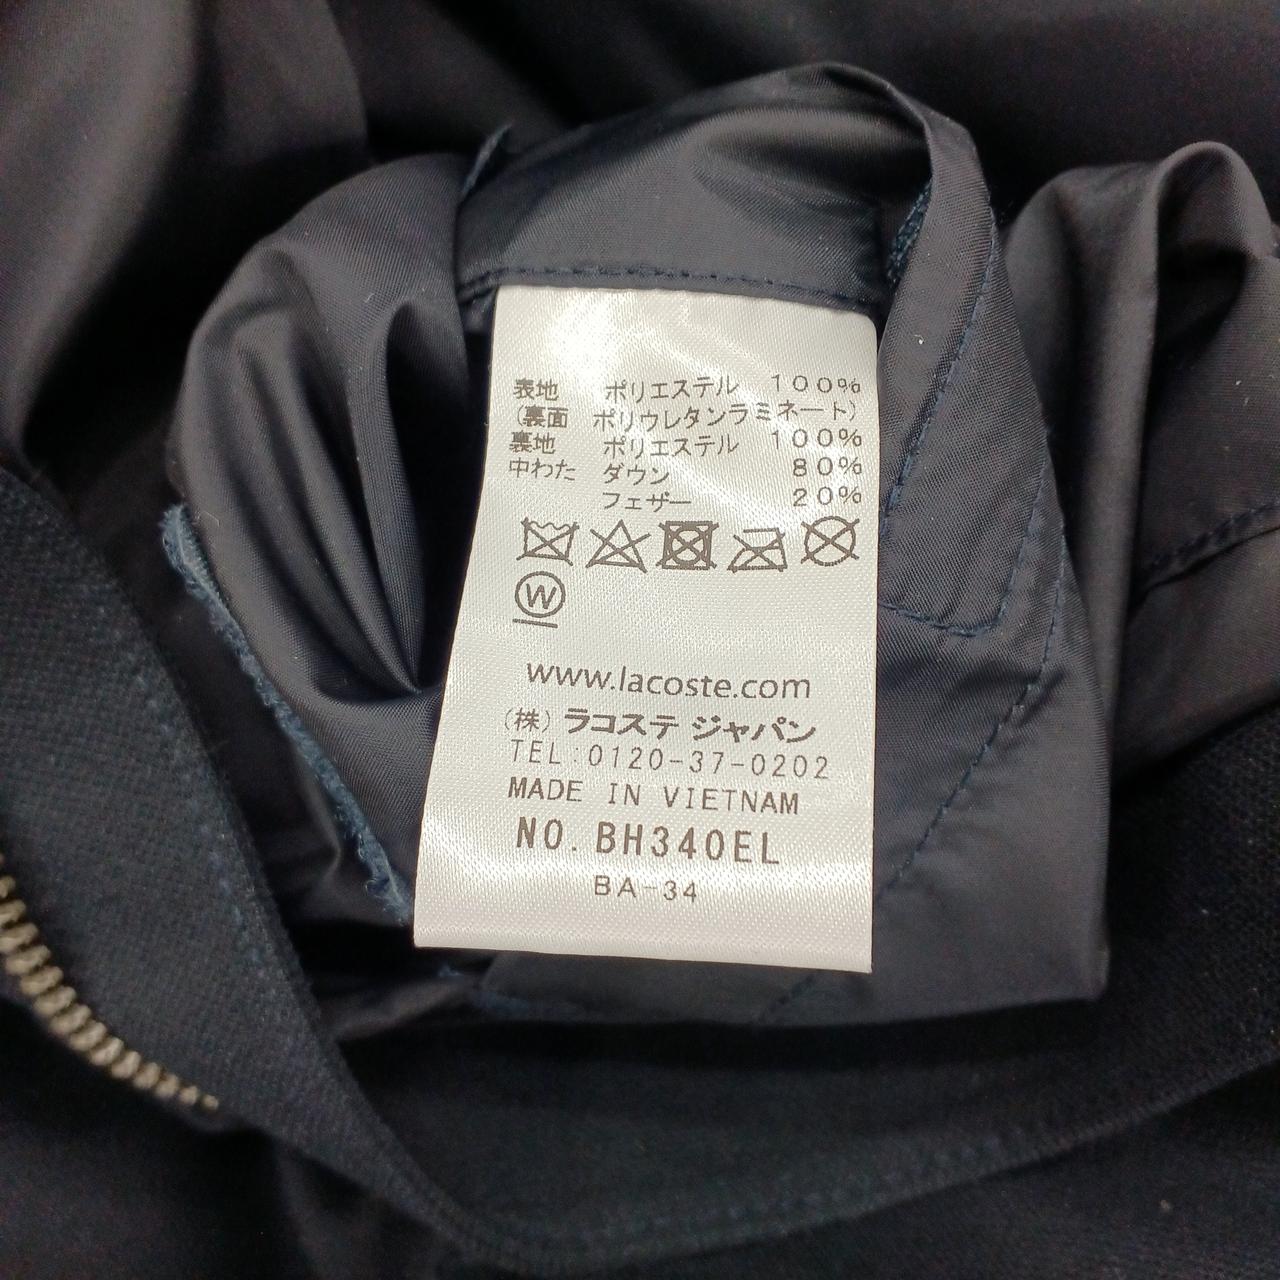 表地 ポリエステル 100%
(裏面 ポリウレタンラミネート)
裏地 ポリエステル 100%
中わた ダウン 80%
フェザー 20%
W
www.lacoste.com
(株) ラコステ ジャパン
TEL:0120-37-0202
MADE IN VIETNAM
NO. BH340EL
BA-34